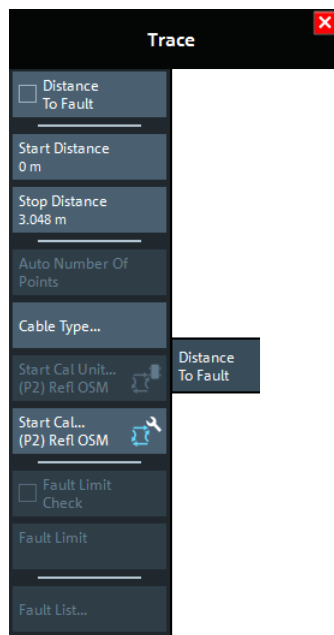 Trace
Distance
To Fault
Start Distance
0 m
Stop Distance
3.048 m
Auto Number Of
Points
Cable Type...
Start Cal Unit...
(P2) Refl OSM
Start Cal...
(P2) Refl OSM
Fault Limit
Check
Fault Limit
Fault List...
Distance
To Fault